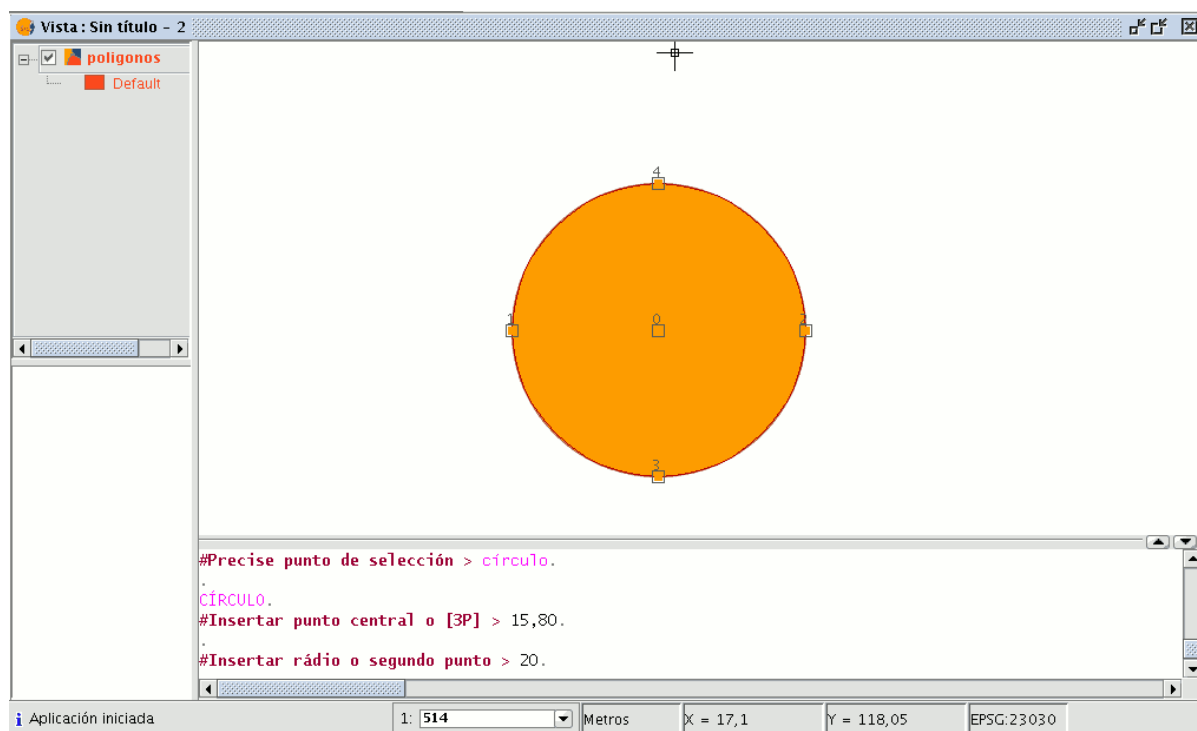 Vista : Sin título - 2
poligonos
Default
4
1
0
2
3
#Precise punto de selección > círculo.
.
CÍRCULO.
#Insertar punto central o [3P] > 15,80.
.
#Insertar rádio o segundo punto > 20.
Aplicación iniciada
1: 514
Metros
X = 17,1
Y = 118,05
EPSG:23030